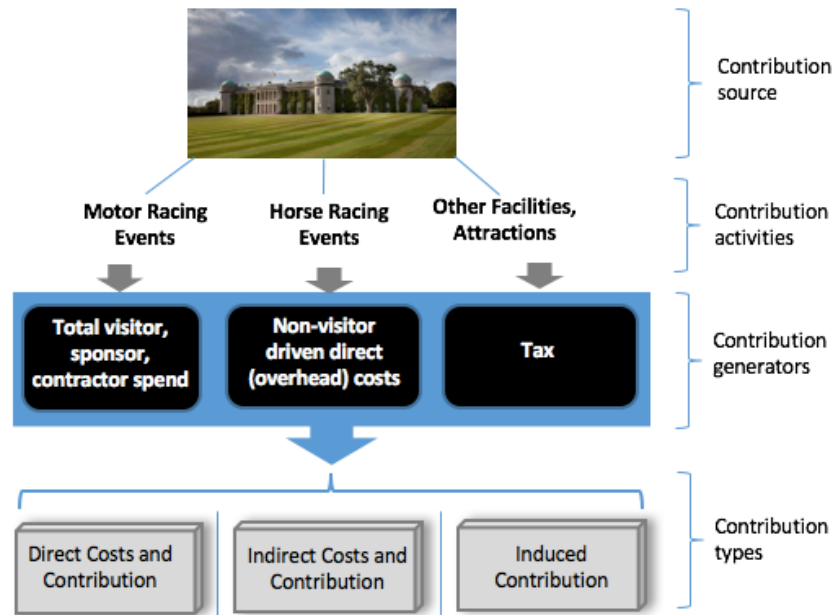 Contribution
source
Motor Racing
Events
Horse Racing
Events
Other Facilities,
Attractions
Contribution
activities
Total visitor,
sponsor,
contractor spend
Non-visitor
driven direct
(overhead) costs
Tax
Contribution
generators
Direct Costs and
Contribution
Indirect Costs and
Contribution
Induced
Contribution
Contribution
types